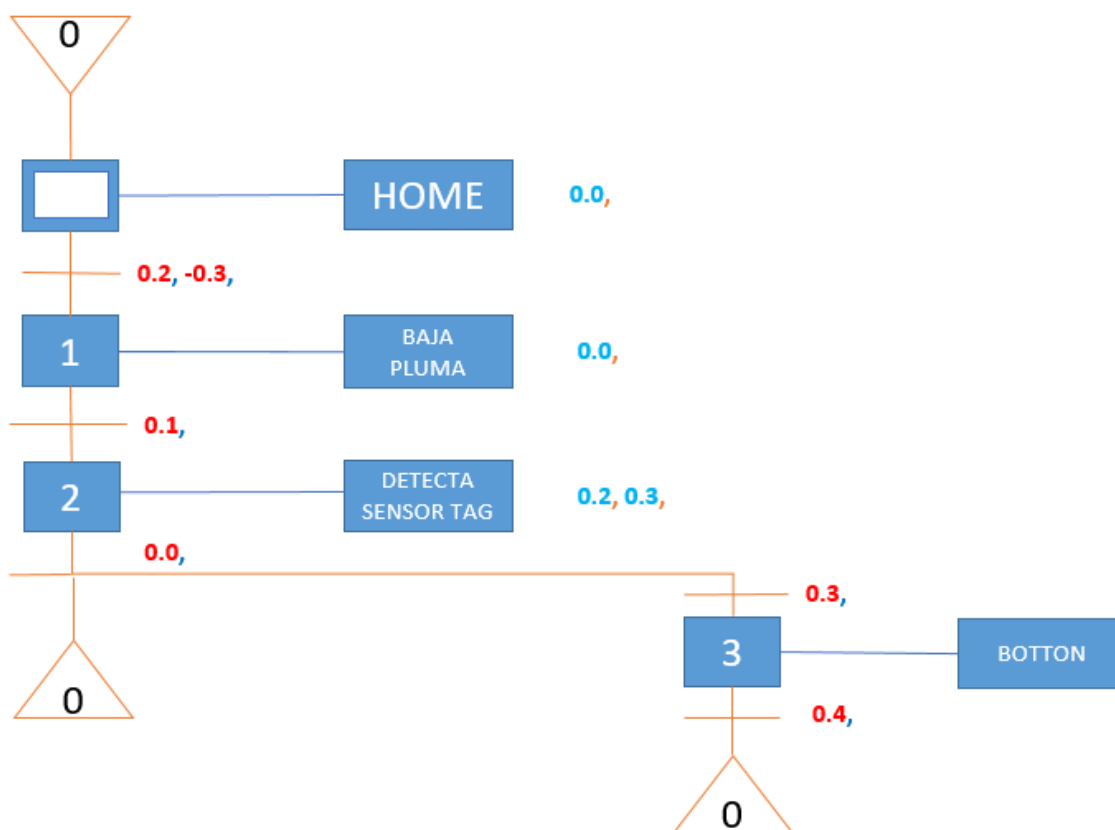 0
HOME 0.0,
0.2, -0.3,
1 BAJA
PLUMA 0.0,
0.1,
2 DETECTA
SENSOR TAG 0.2, 0.3,
0.0,
0.3,
3 BOTTON
0
0.4,
0